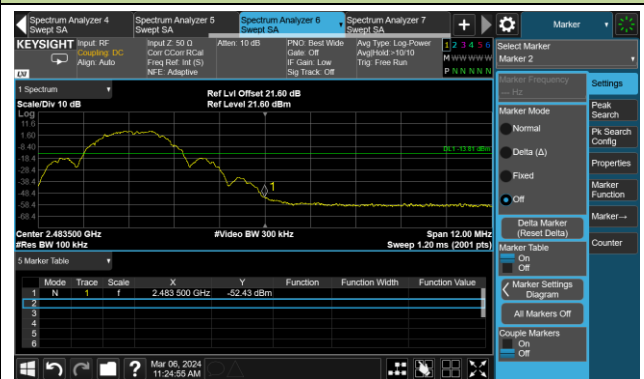 Spectrum Analyzer 4
Swept SA
Spectrum Analyzer 5
Swept SA
Spectrum Analyzer 6
Swept SA
Spectrum Analyzer 7
Swept SA
+
Marker
KEYSIGHT
Input: RF
Coupling: DC
Align: Auto
Input Z: 50 Ω
Corr CCorr RCal
Freq Ref: Int (S)
NFE: Adaptive
Atten: 10 dB
PNO: Best Wide
Gate: Off
IF Gain: Low
Sig Track: Off
Avg Type: Log-Power
Avg|Hold:>10/10
Trig: Free Run
1 2 3 4 5 6
M W W W W W
P N N N N N
LXI
Select Marker
Marker 2
1 Spectrum
Scale/Div 10 dB
Ref Lvl Offset 21.60 dB
Ref Level 21.60 dBm
Log
11.6
1.60
-8.40
-18.4
-28.4
-38.4
-48.4
-58.4
-68.4
DL1 -13.81 dBm
1
Center 2.483500 GHz
#Res BW 100 kHz
#Video BW 300 kHz
Span 12.00 MHz
Sweep 1.20 ms (2001 pts)
5 Marker Table
Mode Trace Scale X Y Function Function Width Function Value
1 N 1 f 2.483 500 GHz -52.43 dBm
2
3
4
5
6
Marker Frequency
--- Hz
Marker Mode
Normal
Delta (Δ)
Fixed
Off
Delta Marker
(Reset Delta)
Marker Table
On
Off
Marker Settings
Diagram
All Markers Off
Couple Markers
On
Off
Settings
Peak
Search
Pk Search
Config
Properties
Marker
Function
Marker→
Counter
?
Mar 06, 2024
11:24:55 AM